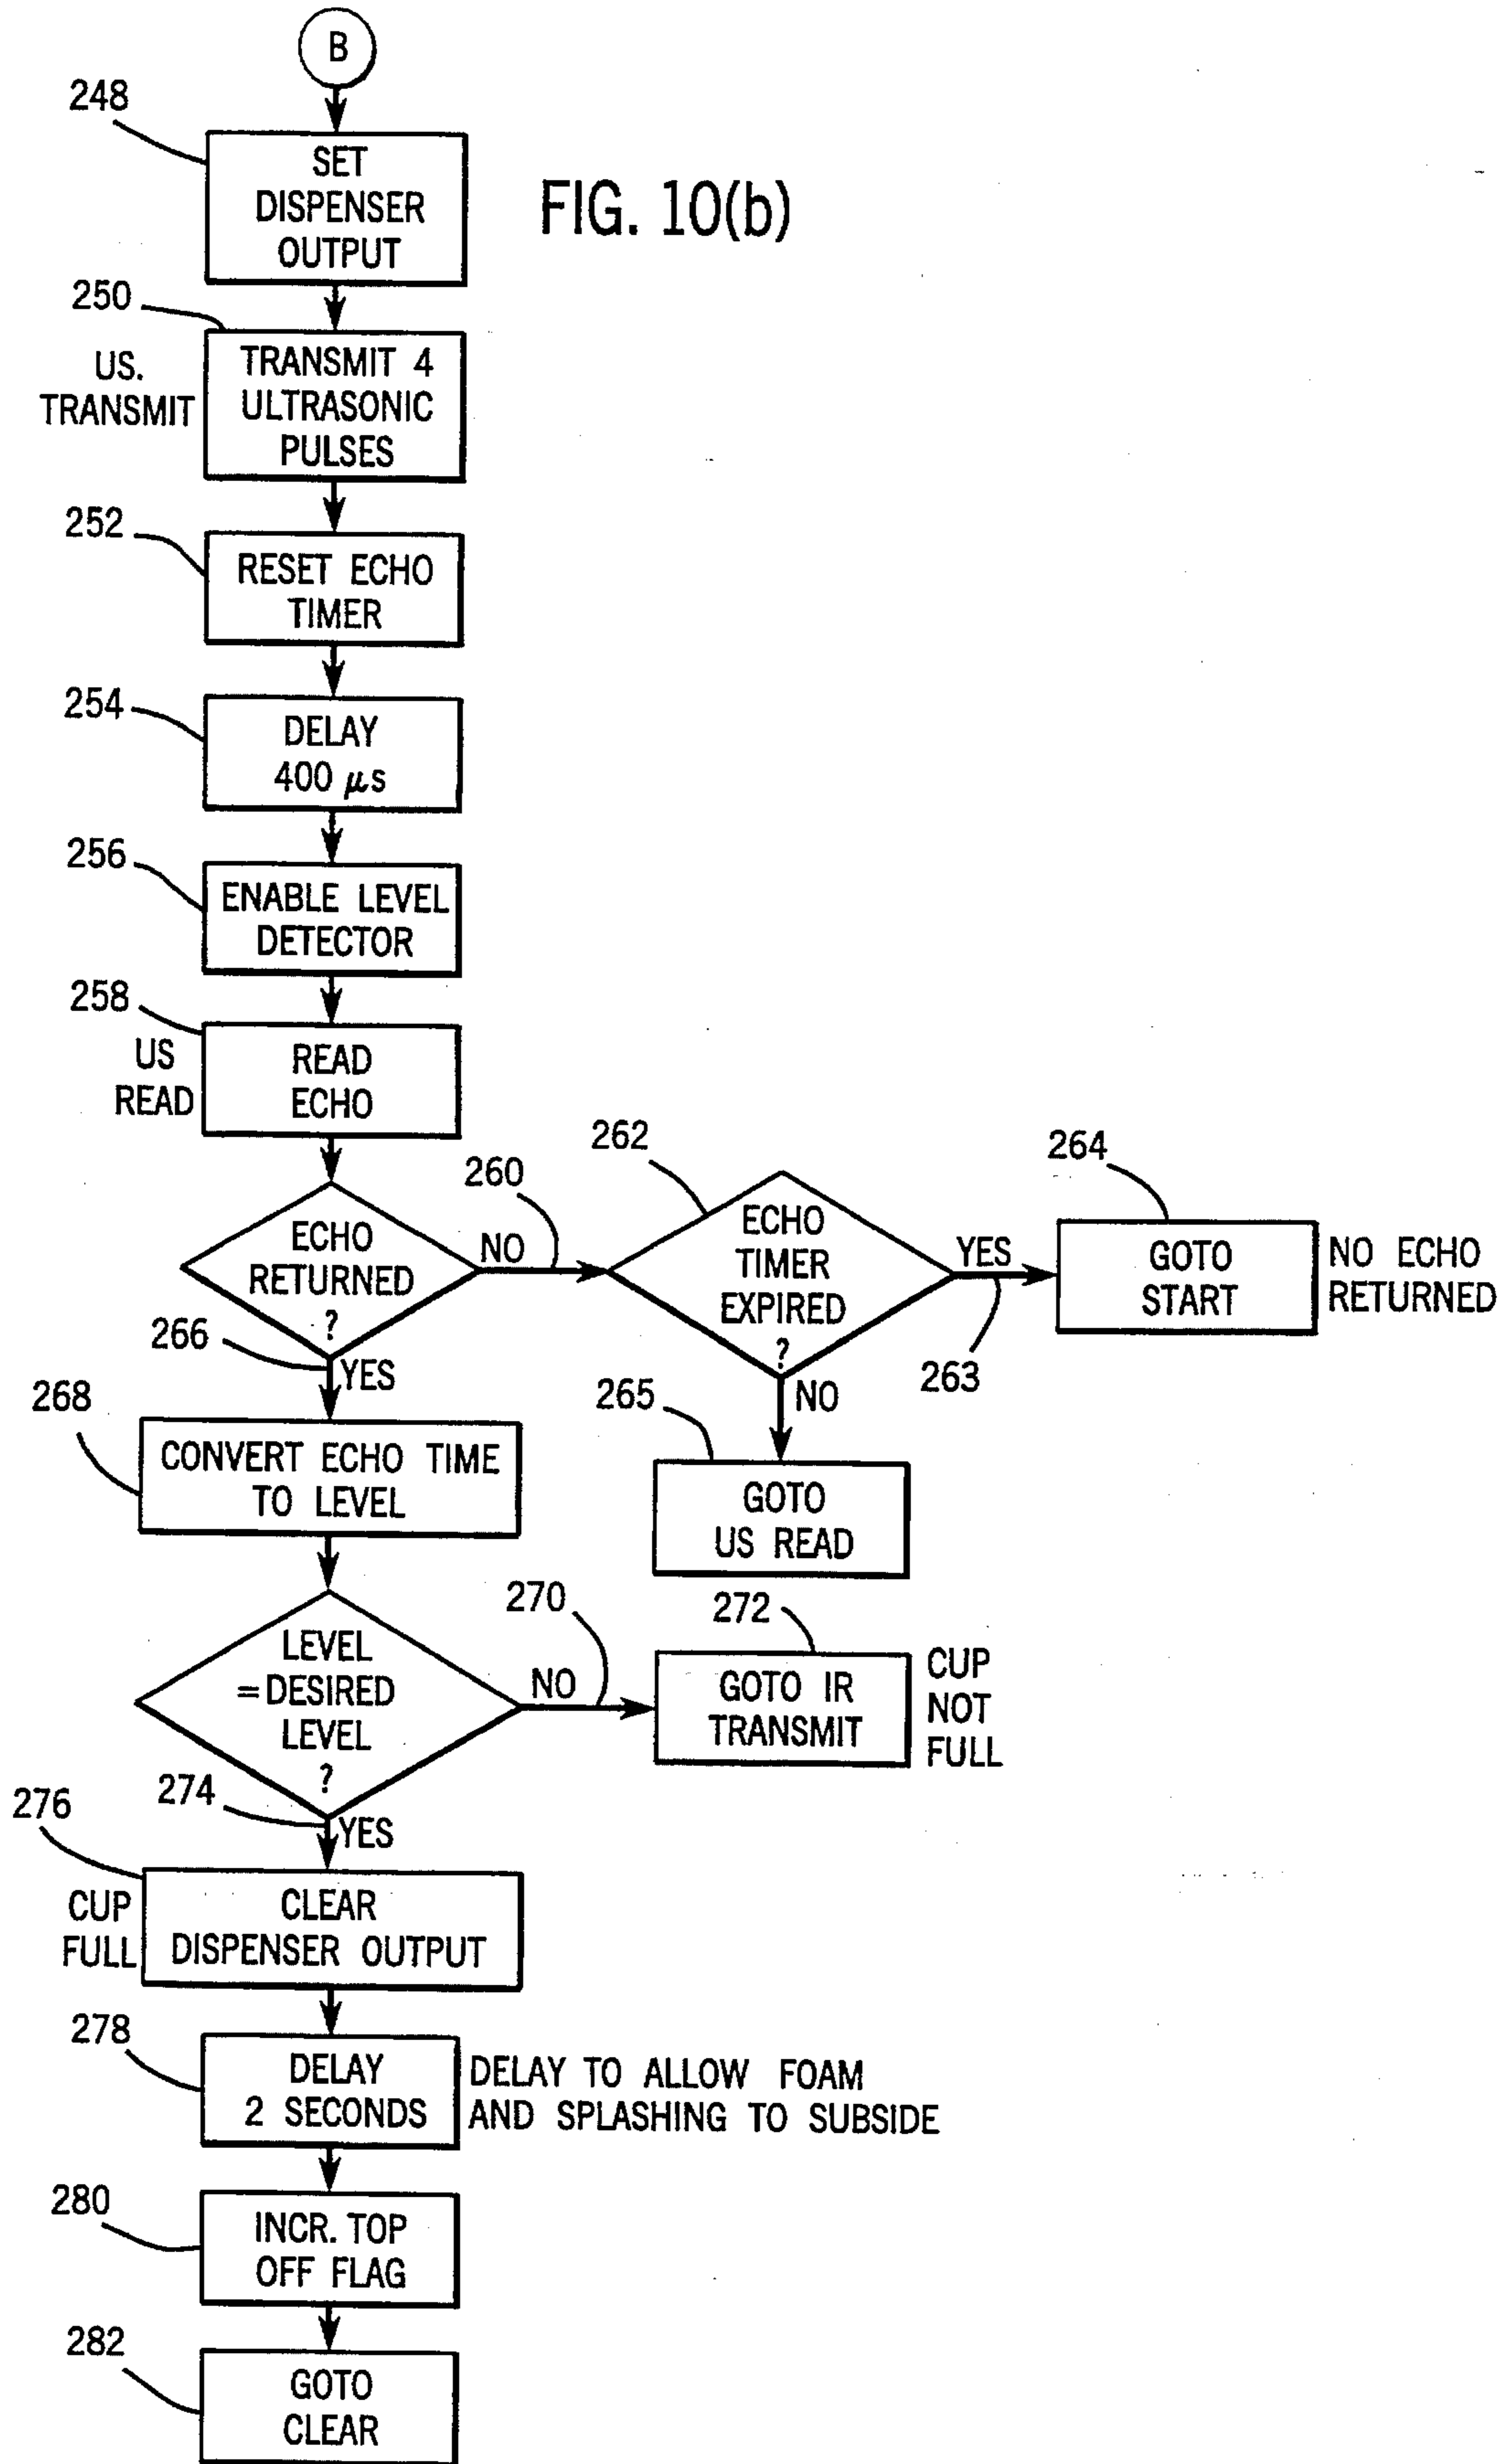 B
248
SET
DISPENSER
OUTPUT
FIG. 10(b)
250
US.
TRANSMIT
TRANSMIT 4
ULTRASONIC
PULSES
252
RESET ECHO
TIMER
254
DELAY
400 μs
256
ENABLE LEVEL
DETECTOR
258
US
READ
READ
ECHO
ECHO
RETURNED
?
260
NO
262
ECHO
TIMER
EXPIRED
?
YES
263
264
GOTO
START
NO ECHO
RETURNED
266
YES
NO
265
GOTO
US READ
268
CONVERT ECHO TIME
TO LEVEL
LEVEL
=DESIRED
LEVEL
?
270
NO
272
GOTO IR
TRANSMIT
CUP
NOT
FULL
274
YES
276
CUP
FULL
CLEAR
DISPENSER OUTPUT
278
DELAY
2 SECONDS
DELAY TO ALLOW FOAM
AND SPLASHING TO SUBSIDE
280
INCR. TOP
OFF FLAG
282
GOTO
CLEAR